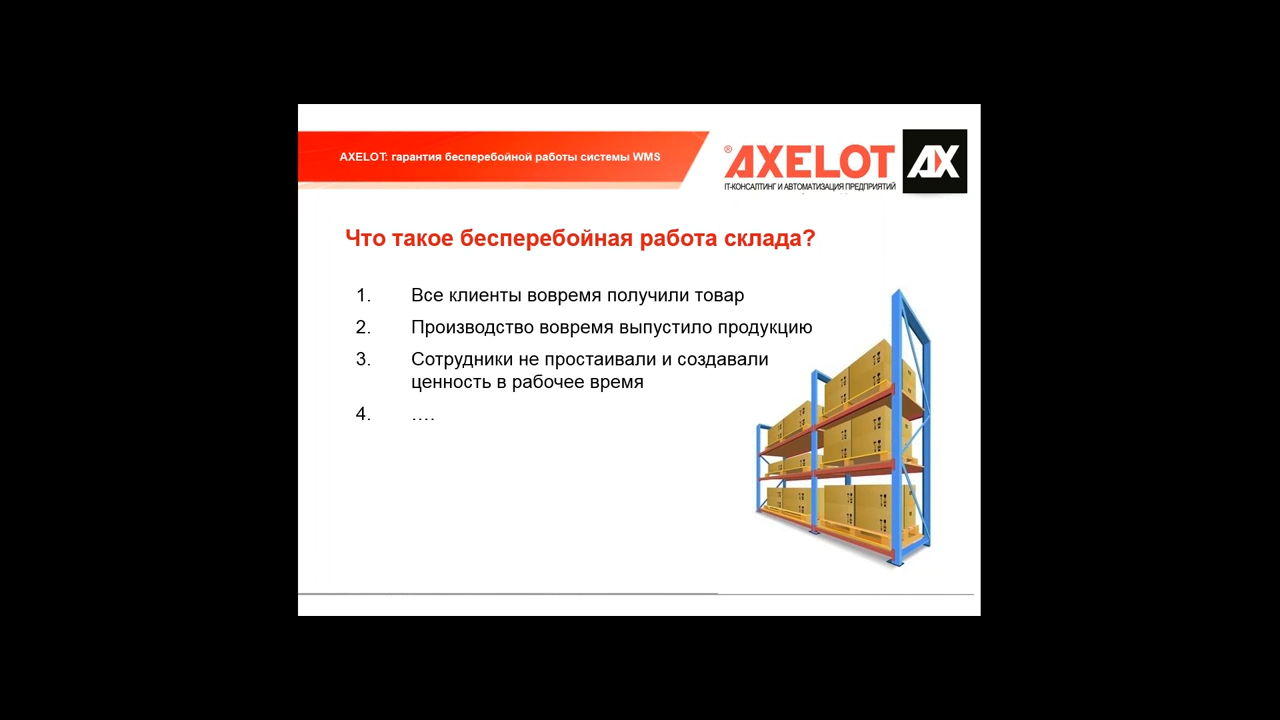 AXELOT: гарантия бесперебойной работы системы WMS
® AXELOT AX
IT-КОНСАЛТИНГ И АВТОМАТИЗАЦИЯ ПРЕДПРИЯТИЙ
Что такое бесперебойная работа склада?
1. Все клиенты вовремя получили товар
2. Производство вовремя выпустило продукцию
3. Сотрудники не простаивали и создавали
ценность в рабочее время
4. ….